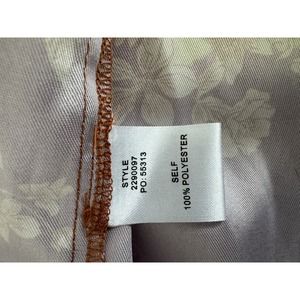 STYLE
2290097
PO: 55313
SELF
100% POLYESTER